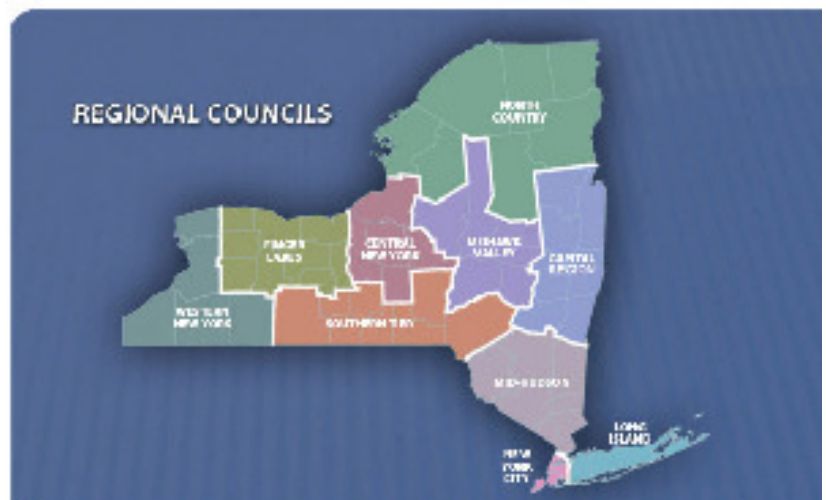 REGIONAL COUNCILS
NORTH
COUNTRY
FINGER
LAKES
CENTRAL
NEW YORK
MOHAWK
VALLEY
CAPITAL
REGION
WESTERN
NEW YORK
SOUTHERN TIER
MID-HUDSON
LONG
ISLAND
NEW
YORK
CITY